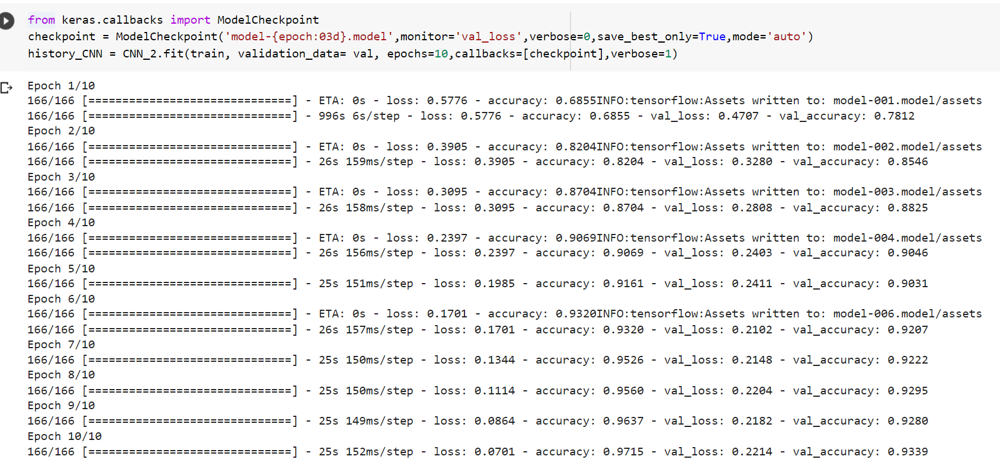 from keras.callbacks import ModelCheckpoint
checkpoint = ModelCheckpoint('model-{epoch:03d}.model',monitor='val_loss',verbose=0,save_best_only=True,mode='auto')
history_CNN = CNN_2.fit(train, validation_data= val, epochs=10,callbacks=[checkpoint],verbose=1)
Epoch 1/10
166/166 [==============================] - ETA: 0s - loss: 0.5776 - accuracy: 0.6855INFO:tensorflow:Assets written to: model-001.model/assets
166/166 [==============================] - 996s 6s/step - loss: 0.5776 - accuracy: 0.6855 - val_loss: 0.4707 - val_accuracy: 0.7812
Epoch 2/10
166/166 [==============================] - ETA: 0s - loss: 0.3905 - accuracy: 0.8204INFO:tensorflow:Assets written to: model-002.model/assets
166/166 [==============================] - 26s 159ms/step - loss: 0.3905 - accuracy: 0.8204 - val_loss: 0.3280 - val_accuracy: 0.8546
Epoch 3/10
166/166 [==============================] - ETA: 0s - loss: 0.3095 - accuracy: 0.8704INFO:tensorflow:Assets written to: model-003.model/assets
166/166 [==============================] - 26s 158ms/step - loss: 0.3095 - accuracy: 0.8704 - val_loss: 0.2808 - val_accuracy: 0.8825
Epoch 4/10
166/166 [==============================] - ETA: 0s - loss: 0.2397 - accuracy: 0.9069INFO:tensorflow:Assets written to: model-004.model/assets
166/166 [==============================] - 26s 156ms/step - loss: 0.2397 - accuracy: 0.9069 - val_loss: 0.2403 - val_accuracy: 0.9046
Epoch 5/10
166/166 [==============================] - 25s 151ms/step - loss: 0.1985 - accuracy: 0.9161 - val_loss: 0.2411 - val_accuracy: 0.9031
Epoch 6/10
166/166 [==============================] - ETA: 0s - loss: 0.1701 - accuracy: 0.9320INFO:tensorflow:Assets written to: model-006.model/assets
166/166 [==============================] - 26s 157ms/step - loss: 0.1701 - accuracy: 0.9320 - val_loss: 0.2102 - val_accuracy: 0.9207
Epoch 7/10
166/166 [==============================] - 25s 150ms/step - loss: 0.1344 - accuracy: 0.9526 - val_loss: 0.2148 - val_accuracy: 0.9222
Epoch 8/10
166/166 [==============================] - 25s 150ms/step - loss: 0.1114 - accuracy: 0.9560 - val_loss: 0.2204 - val_accuracy: 0.9295
Epoch 9/10
166/166 [==============================] - 25s 149ms/step - loss: 0.0864 - accuracy: 0.9637 - val_loss: 0.2182 - val_accuracy: 0.9280
Epoch 10/10
166/166 [==============================] - 25s 152ms/step - loss: 0.0701 - accuracy: 0.9715 - val_loss: 0.2214 - val_accuracy: 0.9339